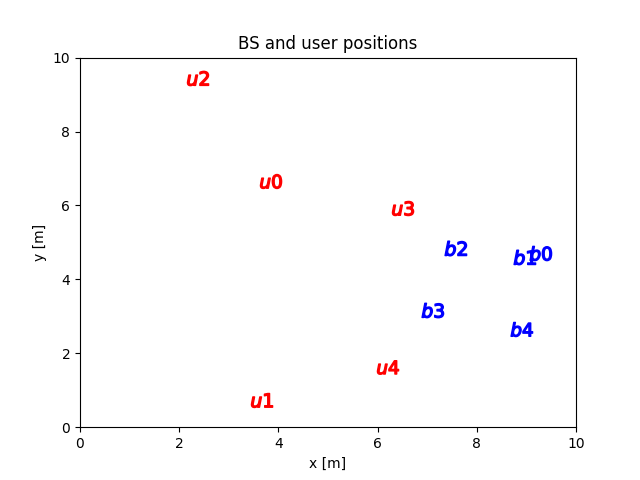 BS and user positions
10
u2
8
u0
6
u3
b2
b1
b0
4
b3
b4
2
u4
u1
0
0 2 4 6 8 10
x [m]
y [m]